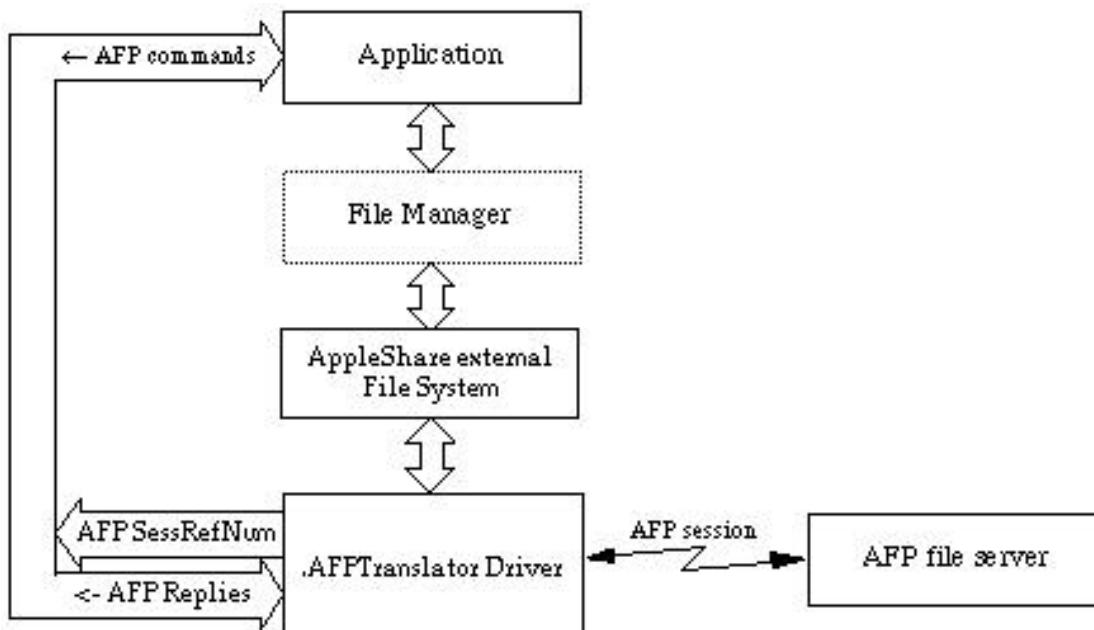 ← AFP commands
Application
File Manager
AppleShare external
File System
AFP SessRefNum
<- AFP Replies
.AFPTranslator Driver
AFP session
AFP file server